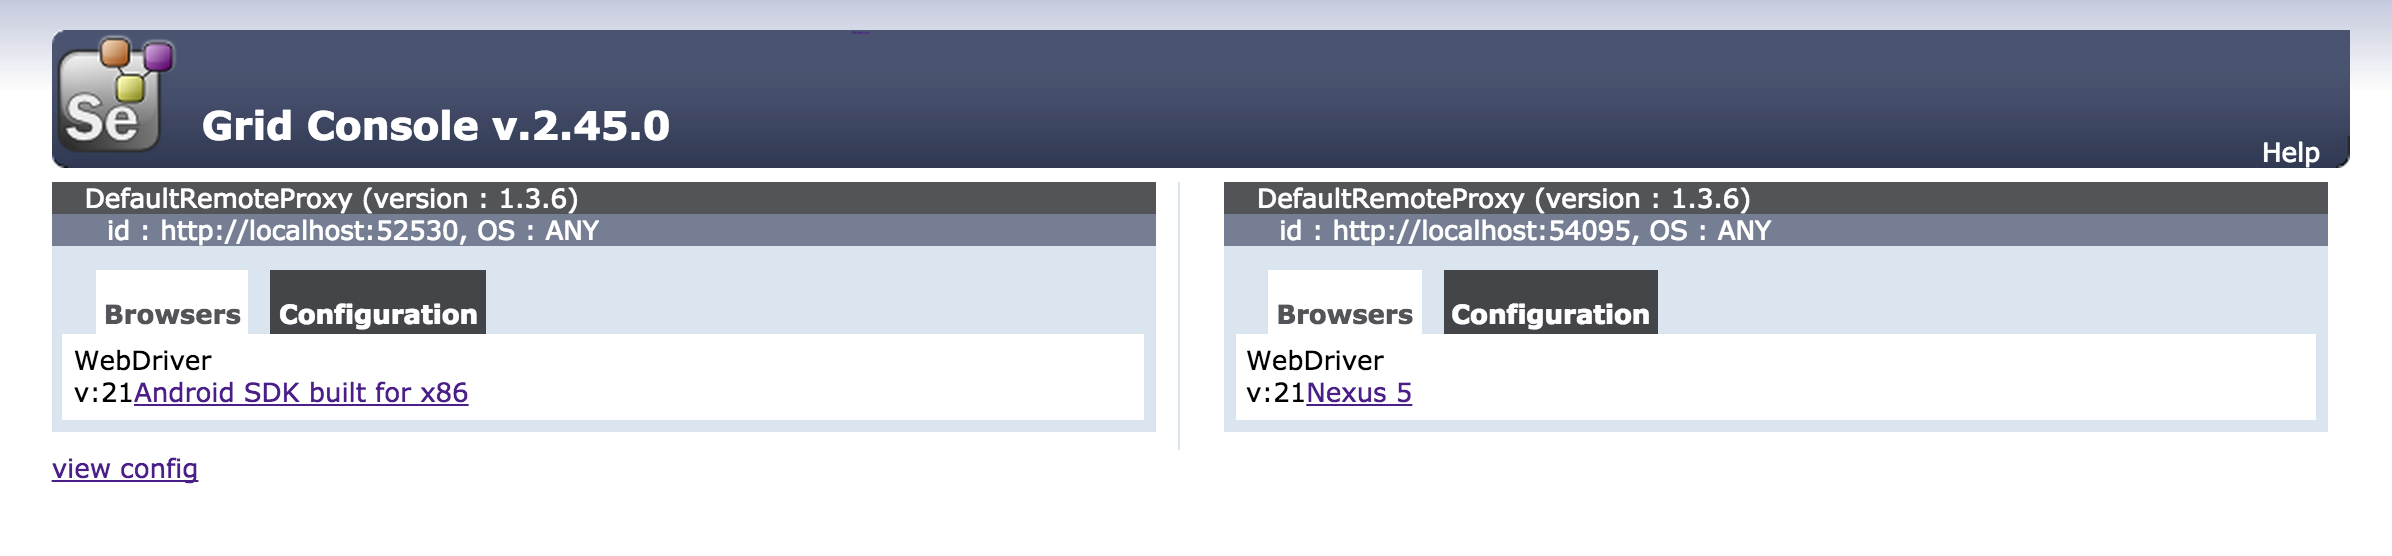 Se
Grid Console v.2.45.0
Help
DefaultRemoteProxy (version : 1.3.6)
id : http://localhost:52530, OS : ANY
Browsers Configuration
WebDriver
v:21Android SDK built for x86
DefaultRemoteProxy (version : 1.3.6)
id : http://localhost:54095, OS : ANY
Browsers Configuration
WebDriver
v:21Nexus 5
view config